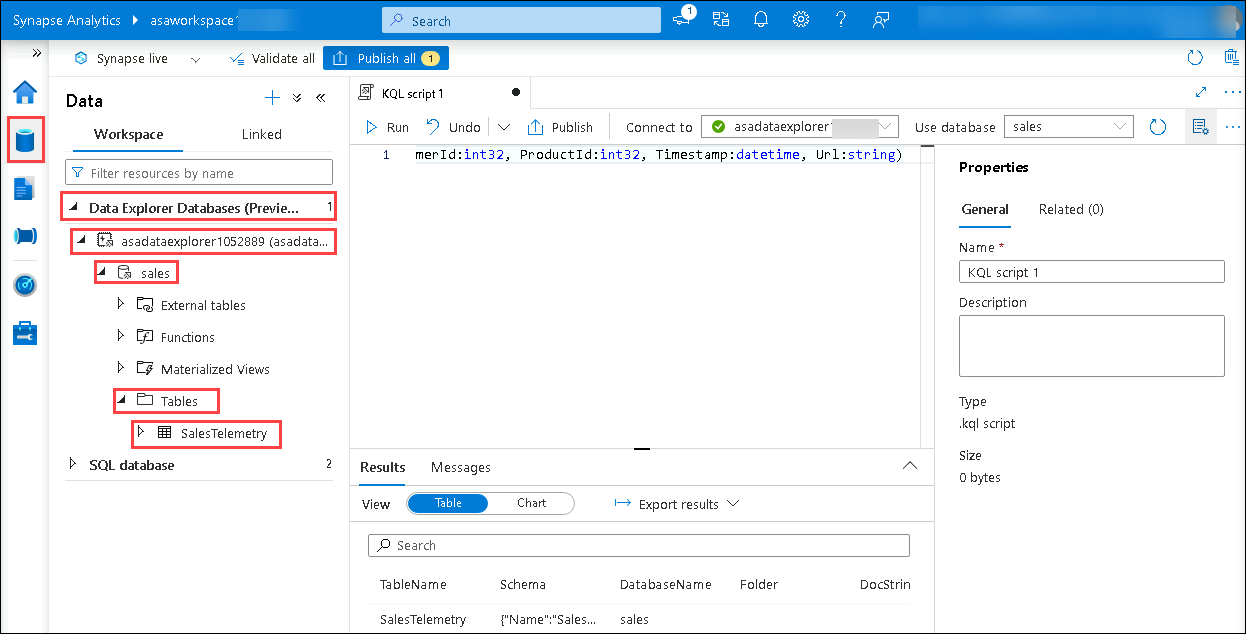 Synapse Analytics asaworkspace1
Search
1
Synapse live
Validate all
Publish all 1
Data
Workspace Linked
Filter resources by name
Data Explorer Databases (Previe... 1
asadataexplorer1052889 (asadata...
sales
External tables
Functions
Materialized Views
Tables
SalesTelemetry
SQL database 2
KQL script 1
Run Undo Publish Connect to asadataexplorer Use database sales
1 merId:int32, ProductId:int32, Timestamp:datetime, Url:string)
Results Messages
View Table Chart Export results
Search
TableName Schema DatabaseName Folder DocStrin
SalesTelemetry {"Name":"Sales... sales
Properties
General Related (0)
Name *
KQL script 1
Description
Type
.kql script
Size
0 bytes